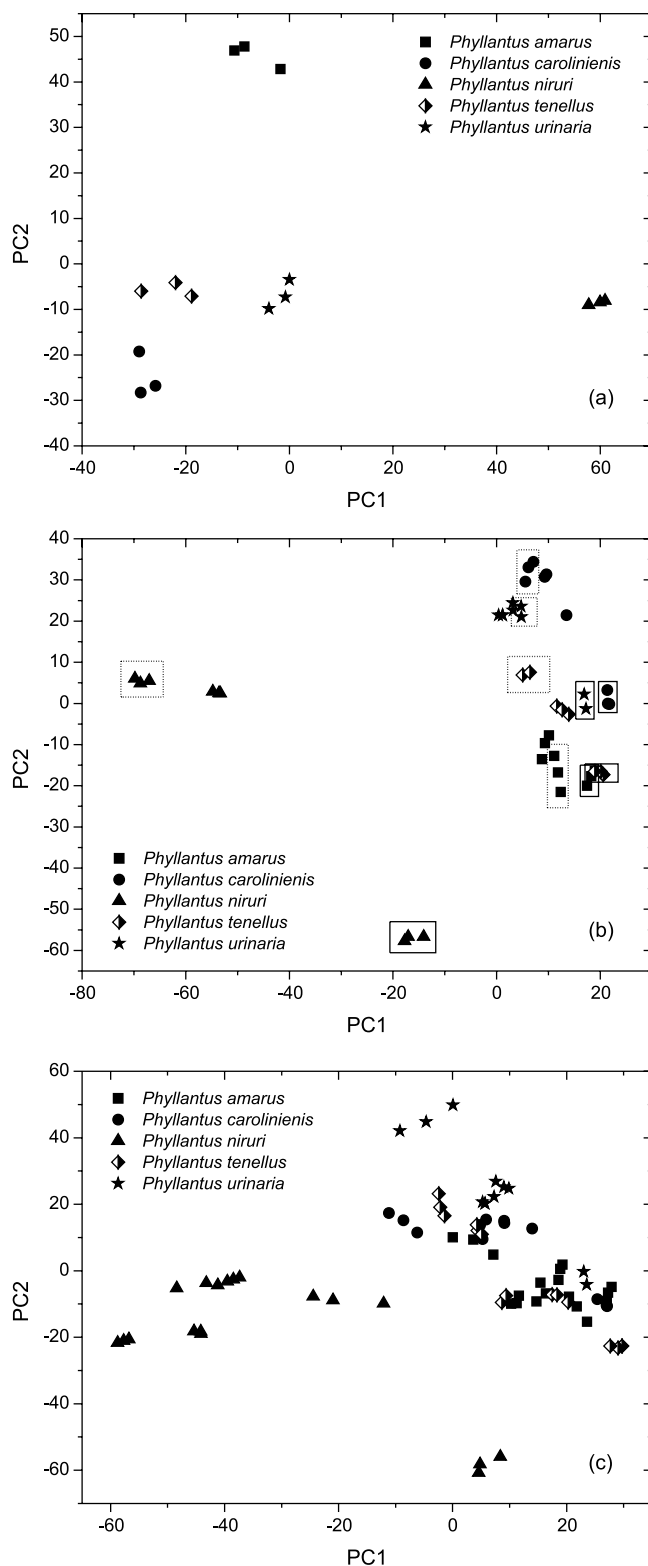 50
40
30
20
10
0
-10
-20
-30
-40
PC2
Phyllantus amarus
Phyllantus carolinienis
Phyllantus niruri
Phyllantus tenellus
Phyllantus urinaria
(a)
-40 -20 0 20 40 60
PC1
40
30
20
10
0
-10
-20
-30
-40
-50
-60
PC2
Phyllantus amarus
Phyllantus carolinienis
Phyllantus niruri
Phyllantus tenellus
Phyllantus urinaria
(b)
-80 -60 -40 -20 0 20
PC1
60
40
20
0
-20
-40
-60
PC2
Phyllantus amarus
Phyllantus carolinienis
Phyllantus niruri
Phyllantus tenellus
Phyllantus urinaria
(c)
-60 -40 -20 0 20
PC1